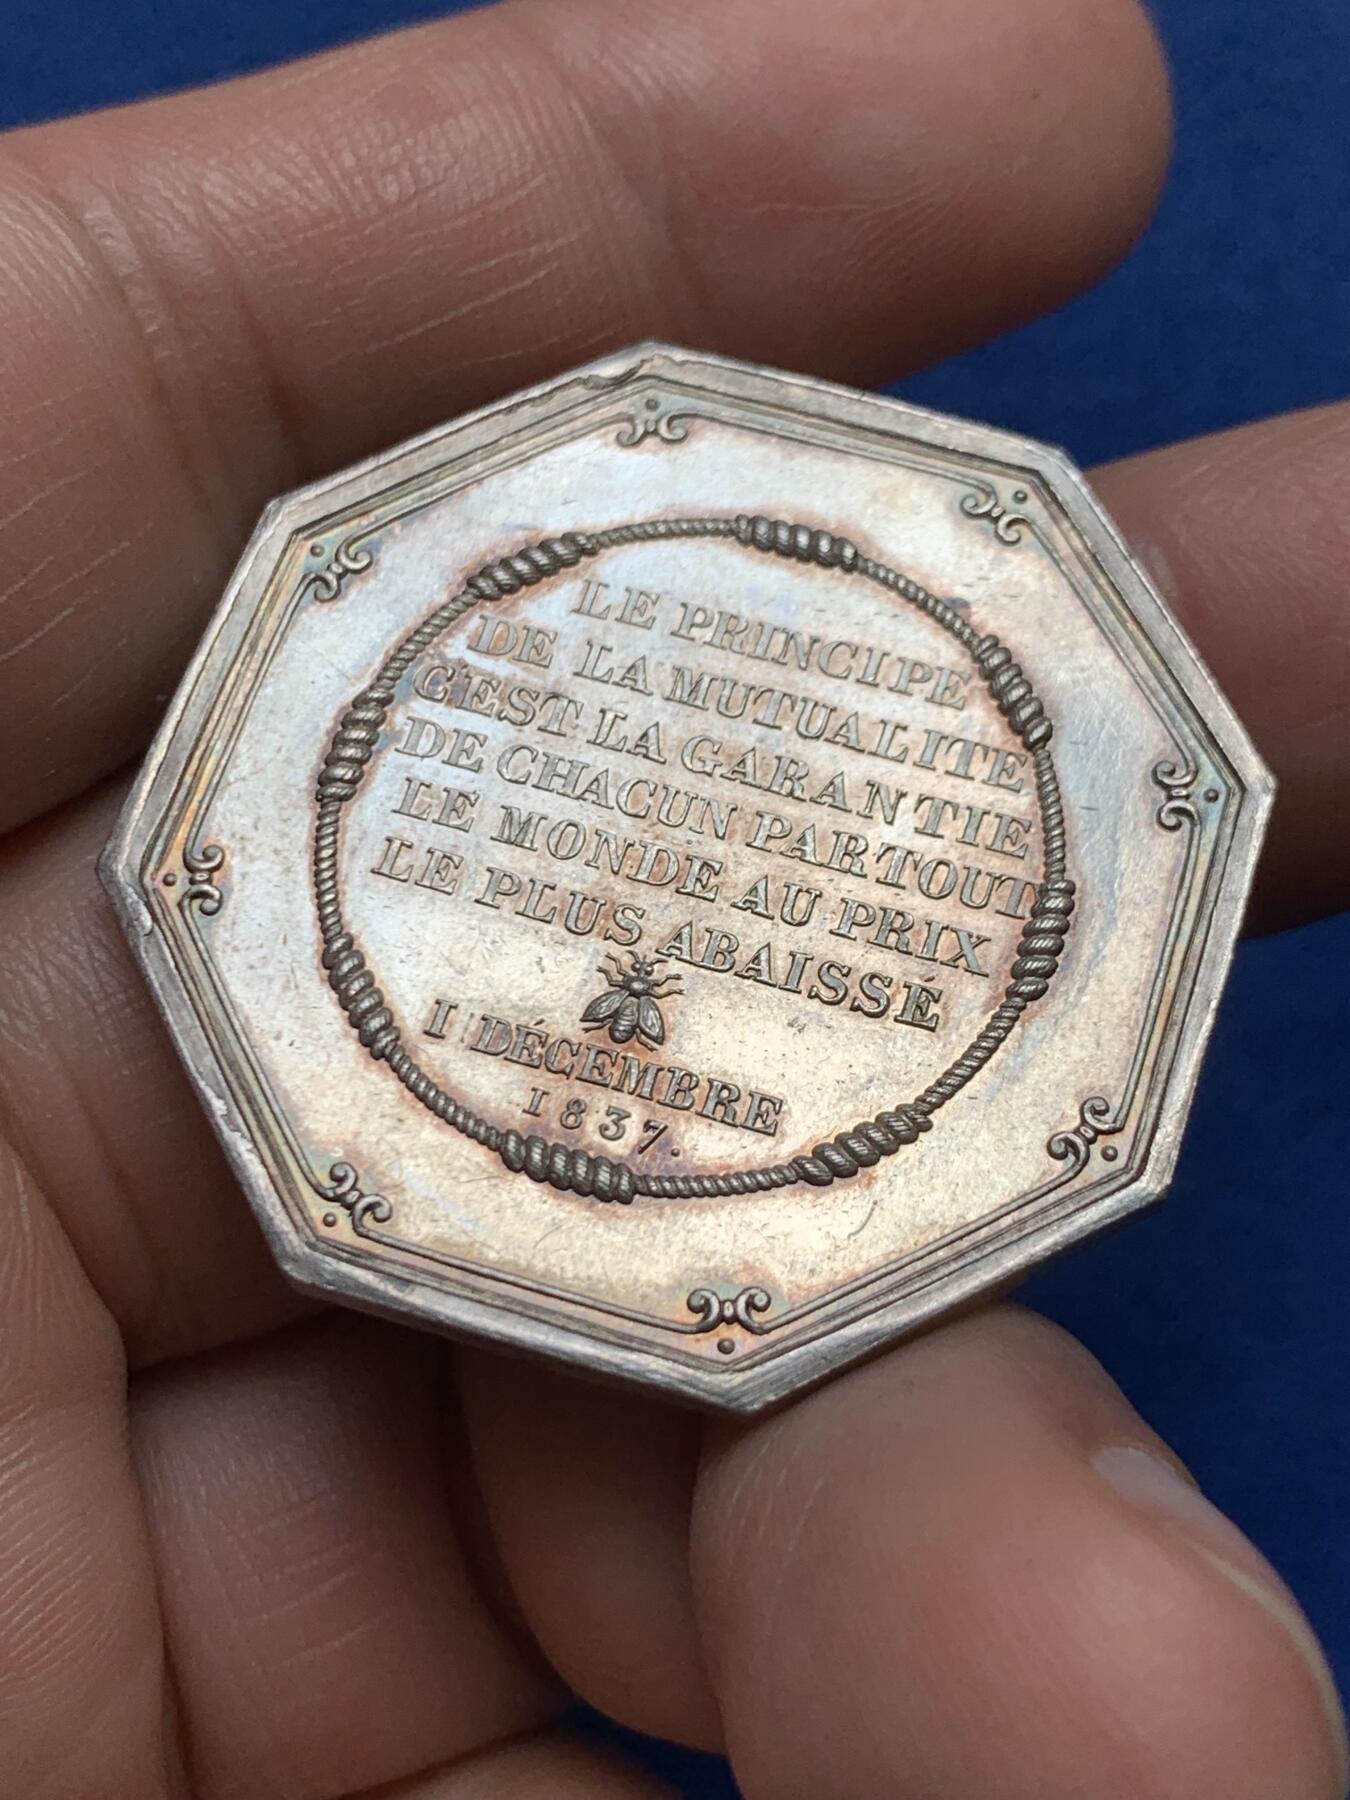 LE PRINCIPE
DE LA MUTUALITE
C'EST LA GARANTIE
DE CHACUN PARTOUT
LE MONDE AU PRIX
LE PLUS ABAISSÉ
I DÉCEMBRE
1837.